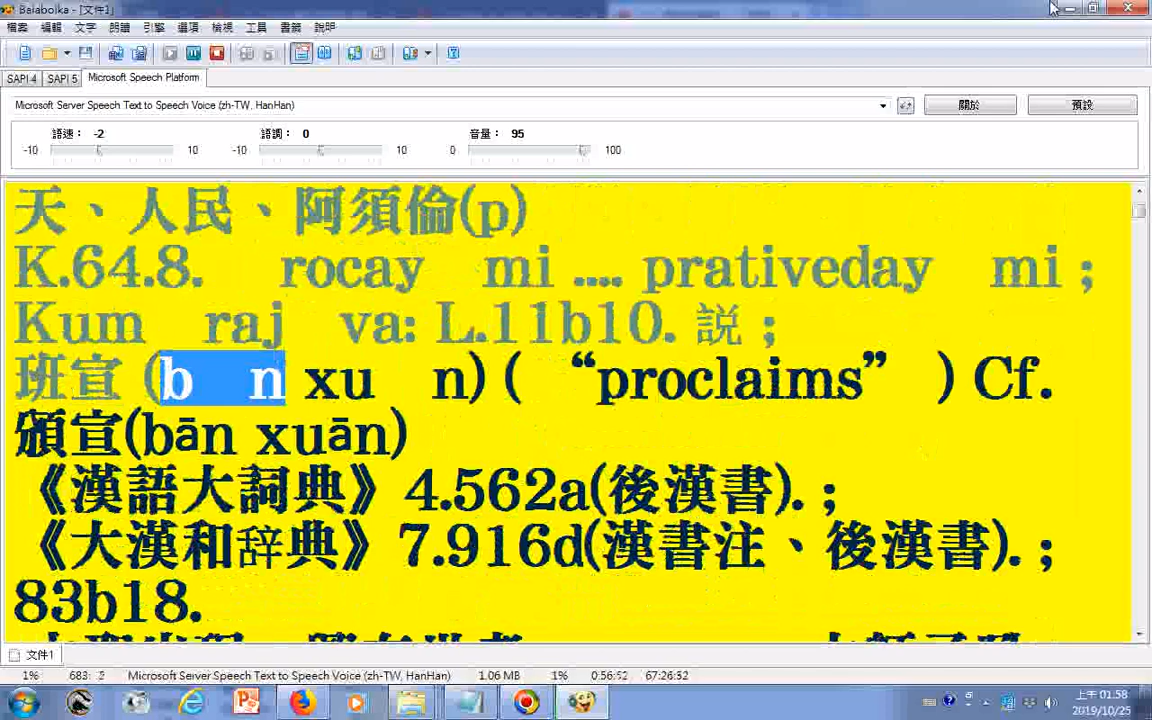 Balabolka - [文件1]
檔案 編輯 文字 朗讀 引擎 選項 檢視 工具 書籤 說明
SAPI 4 SAPI 5 Microsoft Speech Platform
Microsoft Server Speech Text to Speech Voice (zh-TW, HanHan) 關於 預設
語速： -2 語調： 0 音量： 95
-10 10 -10 10 0 100
天、人民、阿須倫(p)
K.64.8. rocay mi .... prativeday mi ;
Kum raj va: L.11b10. 説 ;
班宣 (b n xu n) ( “proclaims” ) Cf.
頒宣(bān xuān)
《漢語大詞典》 4.562a(後漢書). ;
《大漢和辞典》 7.916d(漢書注、後漢書). ;
83b18.
文件1
1% 683: 2 Microsoft Server Speech Text to Speech Voice (zh-TW, HanHan) 1.06 MB 1% 0:56:52 67:26:52
上午 01:58
2019/10/25